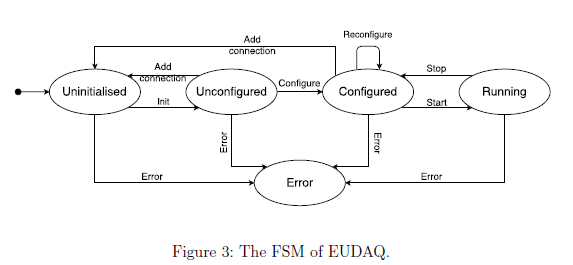 Add
connection
Reconfigure
Add
connection
Stop
Configure
Uninitialised
Unconfigured
Configured
Running
Init
Start
Error
Error
Error
Error
Error
Figure 3: The FSM of EUDAQ.